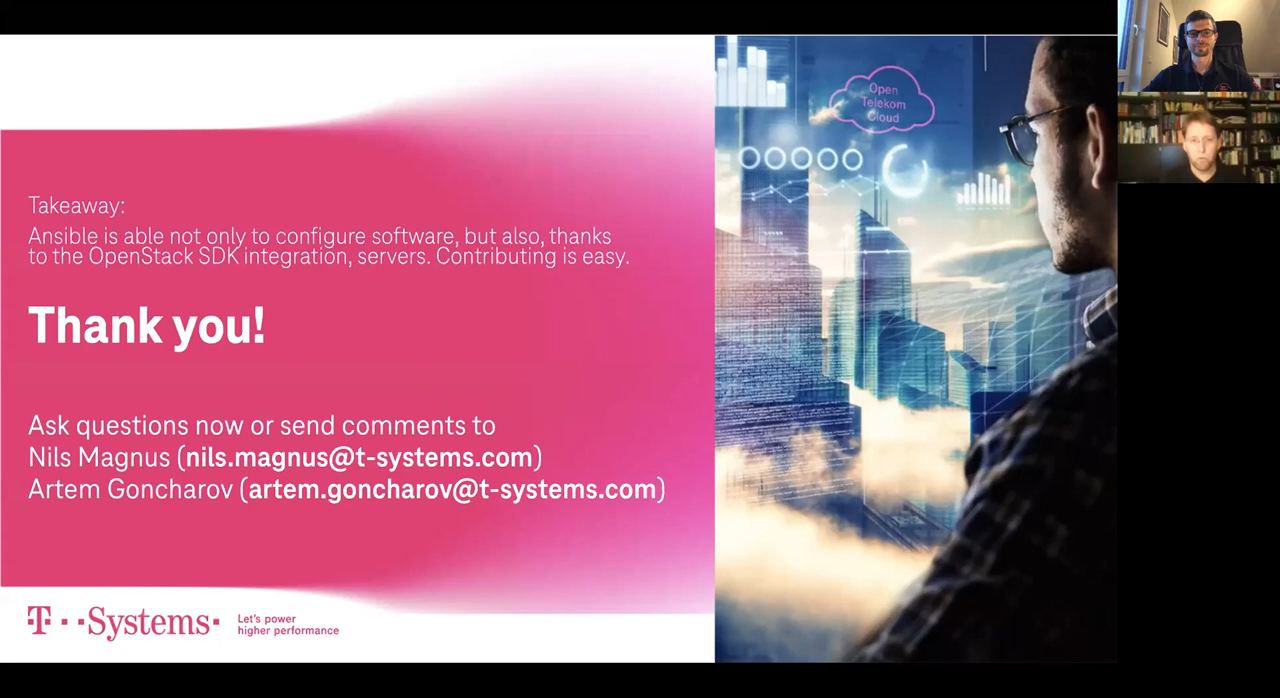 Takeaway:
Ansible is able not only to configure software, but also, thanks
to the OpenStack SDK integration, servers. Contributing is easy.
Thank you!
Ask questions now or send comments to
Nils Magnus (nils.magnus@t-systems.com)
Artem Goncharov (artem.goncharov@t-systems.com)
T · · Systems ·
Let's power
higher performance
Open
Telekom
Cloud